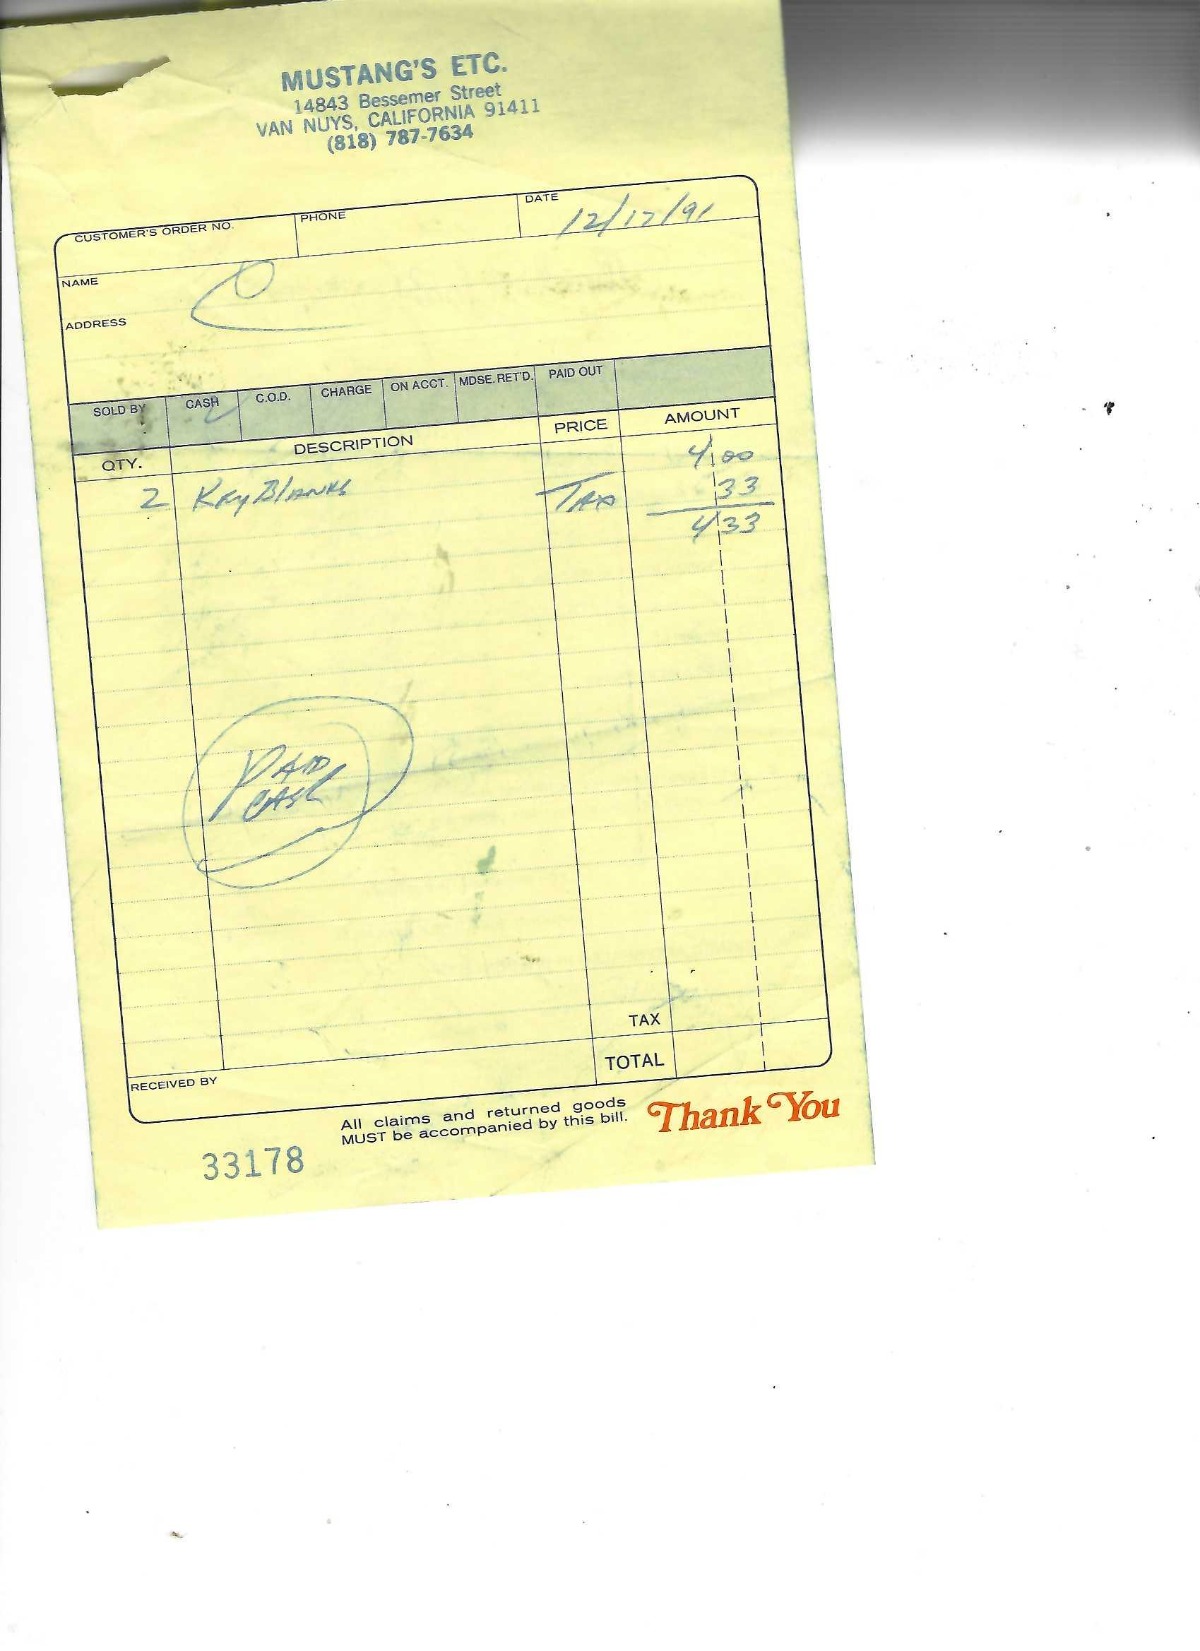 MUSTANG'S ETC.
14843 Bessemer Street
VAN NUYS, CALIFORNIA 91411
(818) 787-7634
CUSTOMER'S ORDER NO. PHONE DATE 12/17/91
NAME
ADDRESS
SOLD BY CASH C.O.D. CHARGE ON ACCT. MDSE. RET'D. PAID OUT
QTY. DESCRIPTION PRICE AMOUNT
4 00
2 Key Blanks Tax 33
4 33
PAID
CASH
TAX
TOTAL
RECEIVED BY
All claims and returned goods
MUST be accompanied by this bill.
Thank You
33178